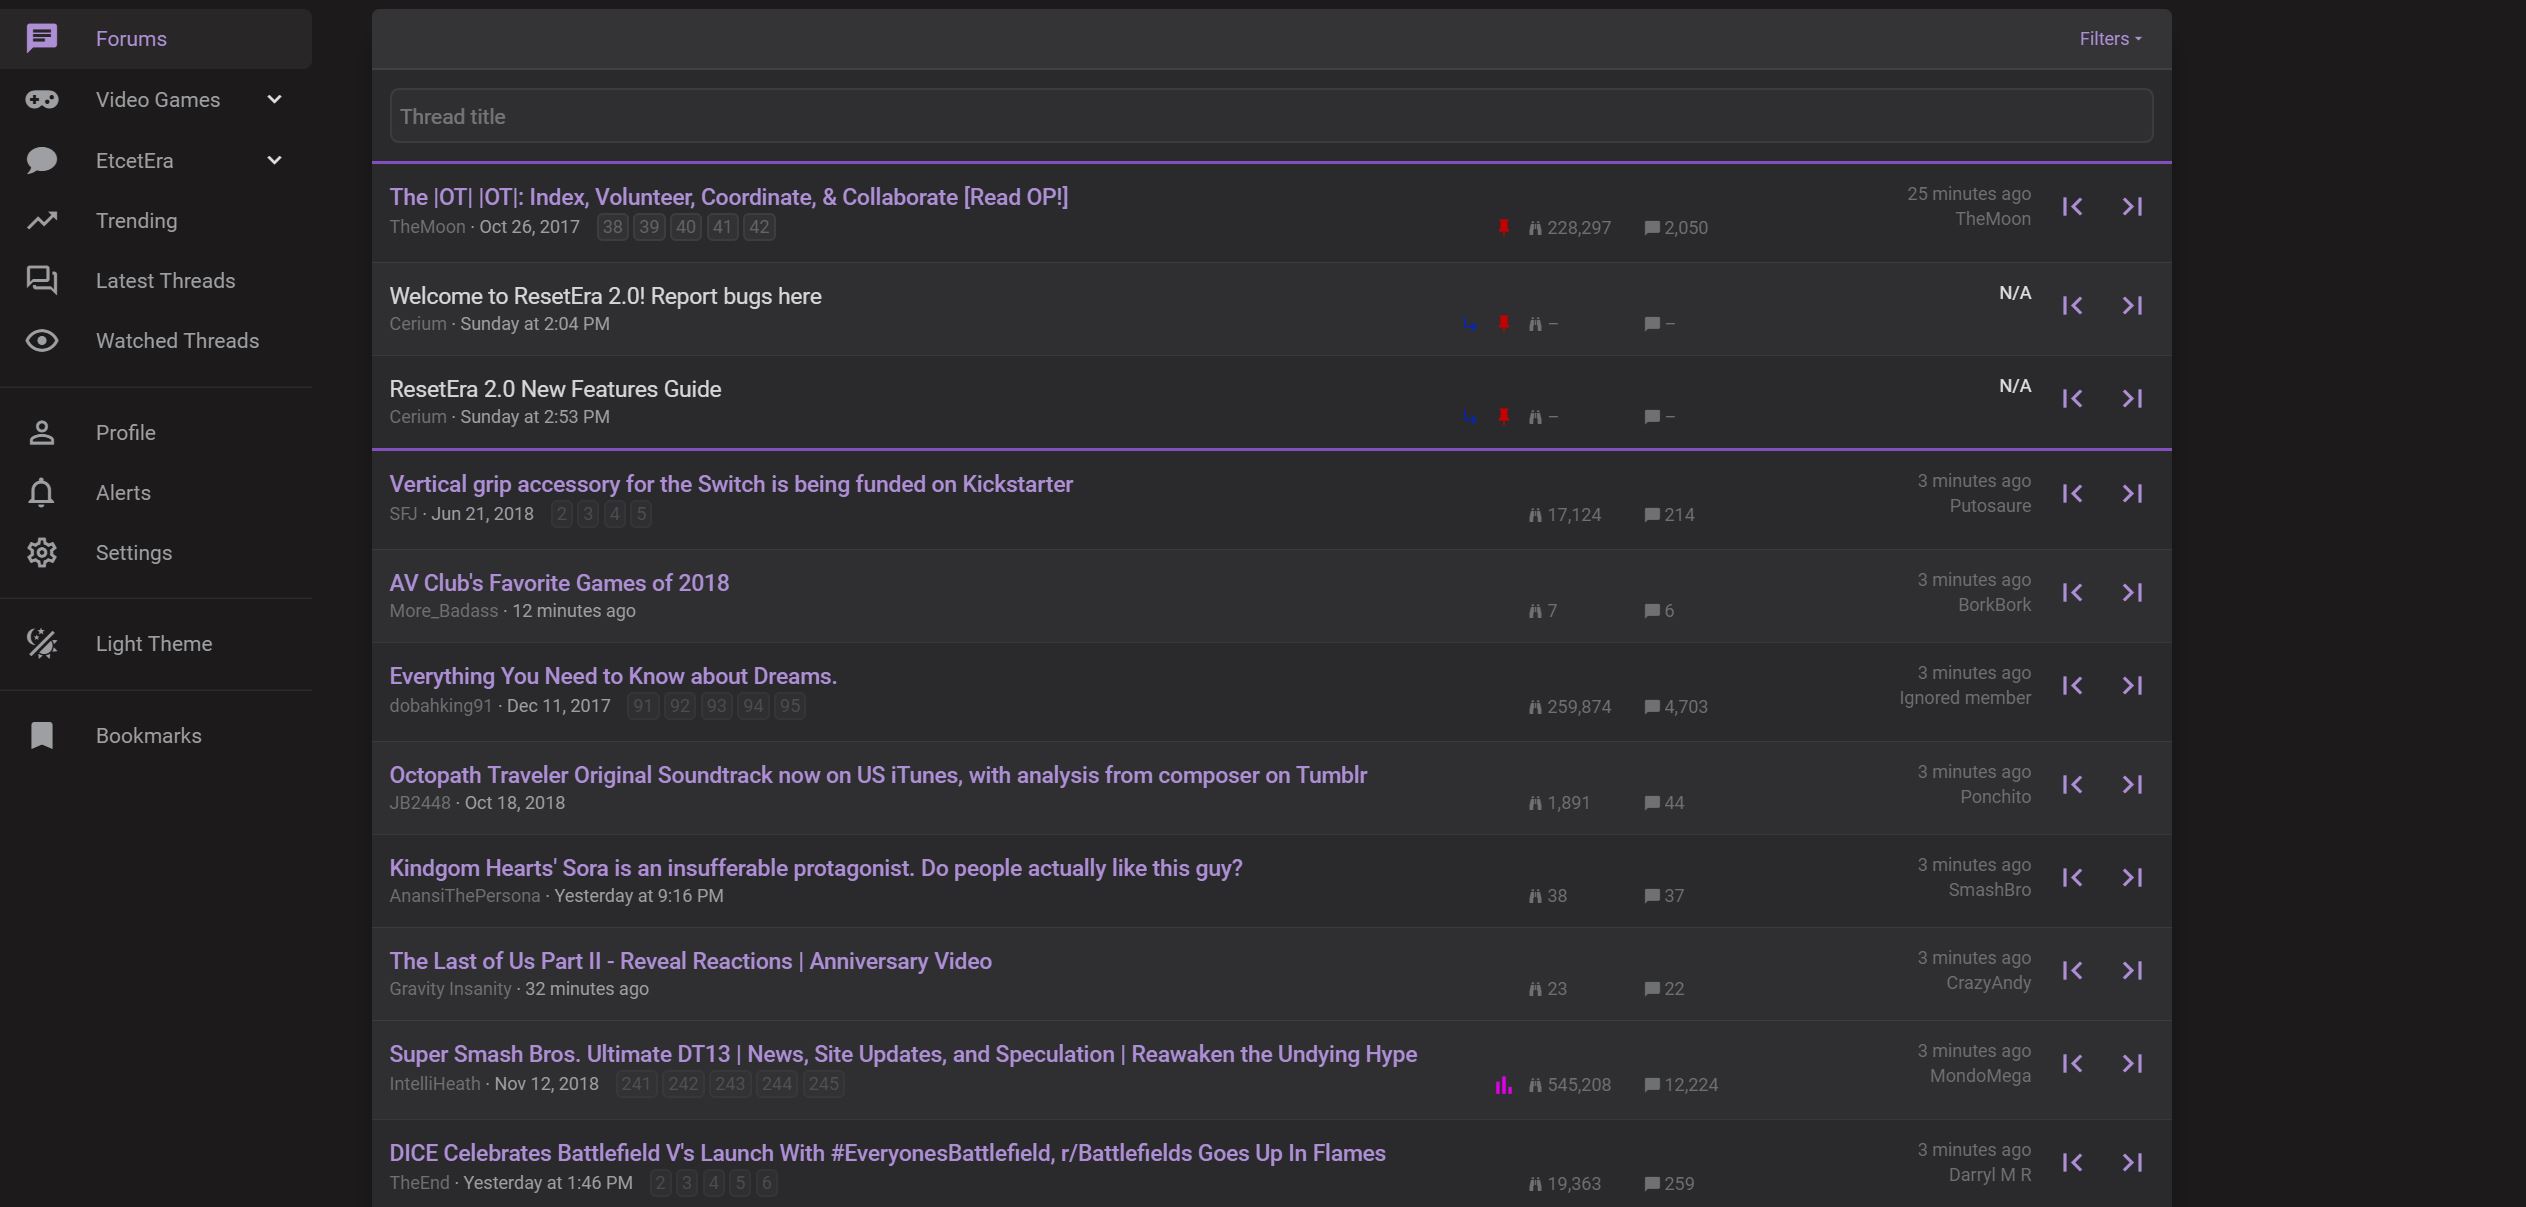 Forums
Video Games
EtcetEra
Trending
Latest Threads
Watched Threads
Profile
Alerts
Settings
Light Theme
Bookmarks
Filters
Thread title
The |OT| |OT|: Index, Volunteer, Coordinate, & Collaborate [Read OP!]
TheMoon · Oct 26, 2017 38 39 40 41 42
228,297 2,050
25 minutes ago
TheMoon
Welcome to ResetEra 2.0! Report bugs here
Cerium · Sunday at 2:04 PM
– –
N/A
ResetEra 2.0 New Features Guide
Cerium · Sunday at 2:53 PM
– –
N/A
Vertical grip accessory for the Switch is being funded on Kickstarter
SFJ · Jun 21, 2018 2 3 4 5
17,124 214
3 minutes ago
Putosaure
AV Club's Favorite Games of 2018
More_Badass · 12 minutes ago
7 6
3 minutes ago
BorkBork
Everything You Need to Know about Dreams.
dobahking91 · Dec 11, 2017 91 92 93 94 95
259,874 4,703
3 minutes ago
Ignored member
Octopath Traveler Original Soundtrack now on US iTunes, with analysis from composer on Tumblr
JB2448 · Oct 18, 2018
1,891 44
3 minutes ago
Ponchito
Kindgom Hearts' Sora is an insufferable protagonist. Do people actually like this guy?
AnansiThePersona · Yesterday at 9:16 PM
38 37
3 minutes ago
SmashBro
The Last of Us Part II - Reveal Reactions | Anniversary Video
Gravity Insanity · 32 minutes ago
23 22
3 minutes ago
CrazyAndy
Super Smash Bros. Ultimate DT13 | News, Site Updates, and Speculation | Reawaken the Undying Hype
IntelliHeath · Nov 12, 2018 241 242 243 244 245
545,208 12,224
3 minutes ago
MondoMega
DICE Celebrates Battlefield V's Launch With #EveryonesBattlefield, r/Battlefields Goes Up In Flames
TheEnd · Yesterday at 1:46 PM 2 3 4 5 6
19,363 259
3 minutes ago
Darryl M R